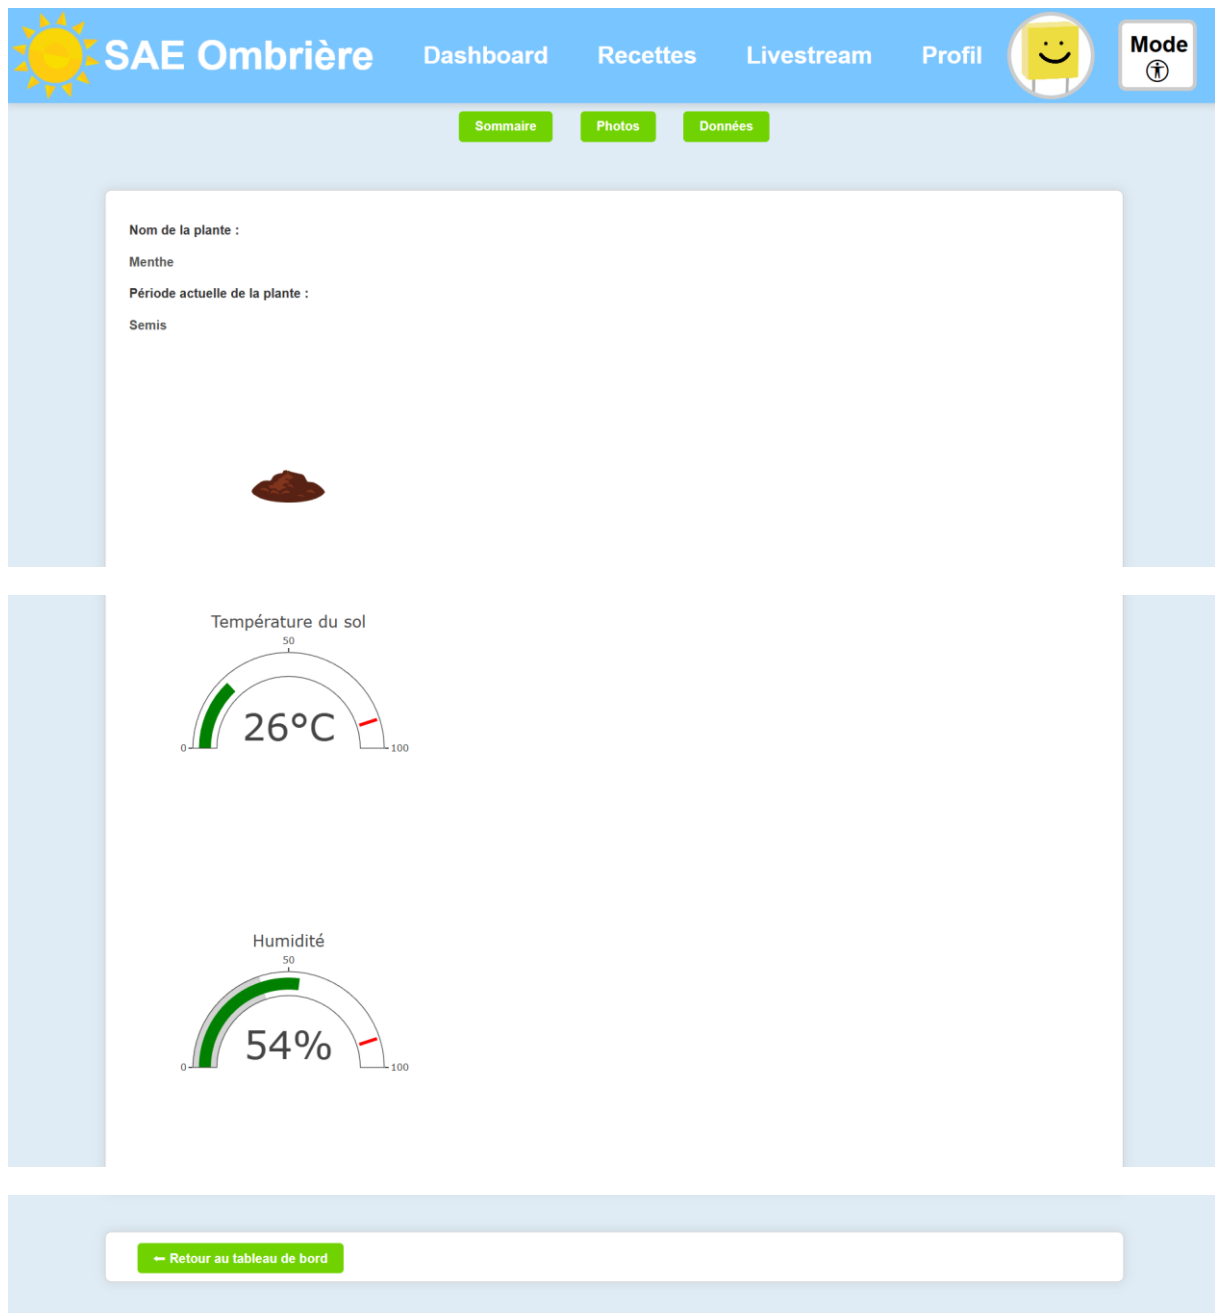 SAE Ombrière Dashboard Recettes Livestream Profil Mode
Sommaire Photos Données
Nom de la plante :
Menthe
Période actuelle de la plante :
Semis
Température du sol
50
26°C
0 100
Humidité
50
54%
0 100
← Retour au tableau de bord